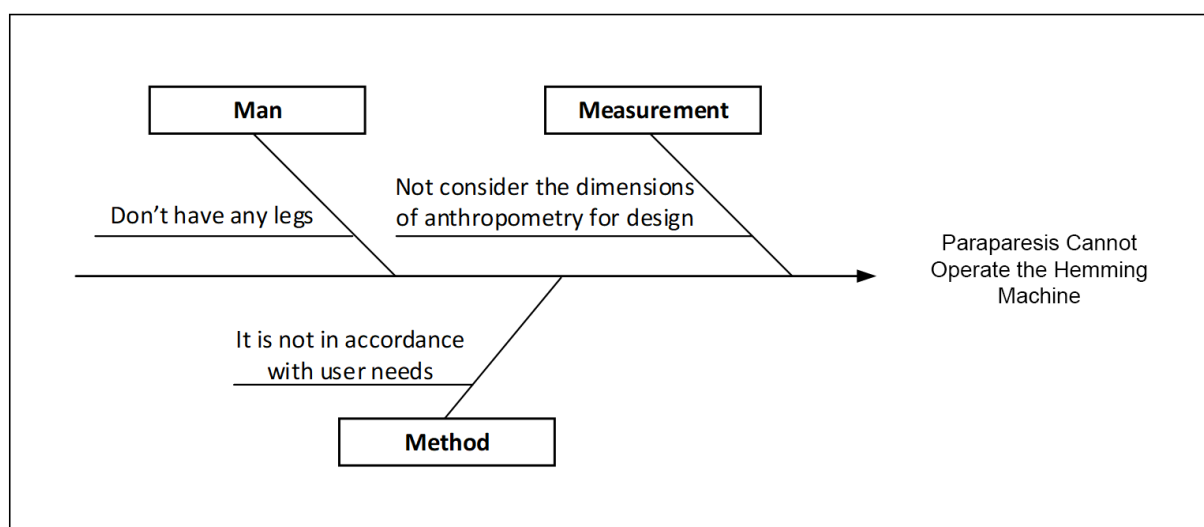 Man
Measurement
Don’t have any legs
Not consider the dimensions
of anthropometry for design
Paraparesis Cannot
Operate the Hemming
Machine
It is not in accordance
with user needs
Method